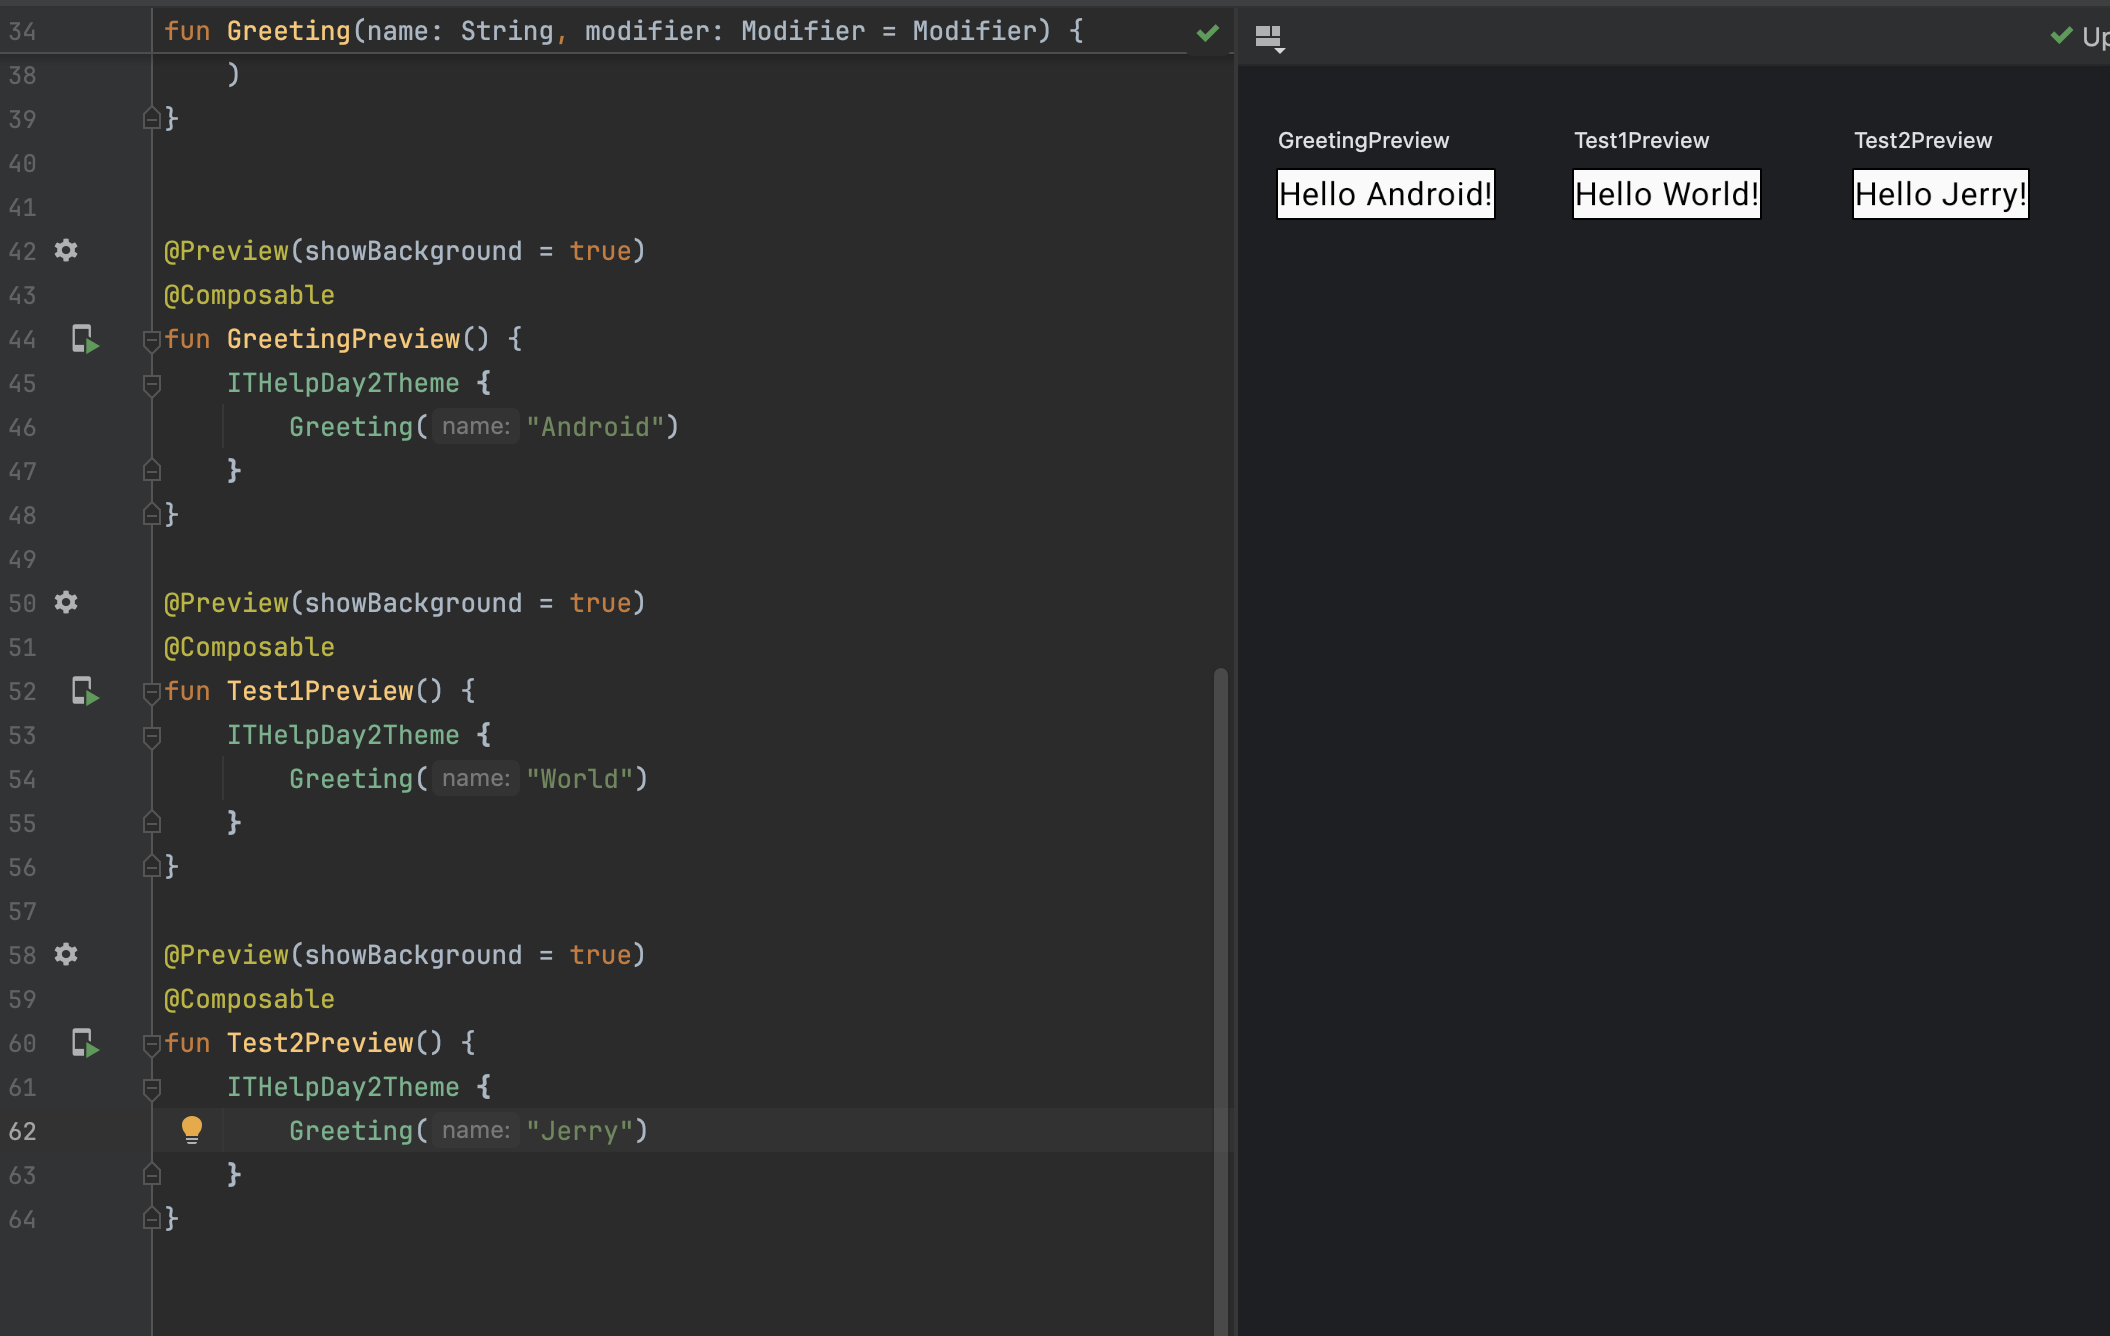 34 fun Greeting(name: String, modifier: Modifier = Modifier) {
38     )
39 }
40
41
42 @Preview(showBackground = true)
43 @Composable
44 fun GreetingPreview() {
45     ITHelpDay2Theme {
46         Greeting( name: "Android")
47     }
48 }
49
50 @Preview(showBackground = true)
51 @Composable
52 fun Test1Preview() {
53     ITHelpDay2Theme {
54         Greeting( name: "World")
55     }
56 }
57
58 @Preview(showBackground = true)
59 @Composable
60 fun Test2Preview() {
61     ITHelpDay2Theme {
62         Greeting( name: "Jerry")
63     }
64 }
Up
GreetingPreview
Hello Android!
Test1Preview
Hello World!
Test2Preview
Hello Jerry!